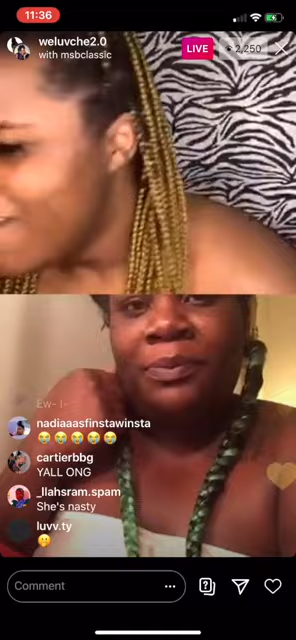 11:36
weluvche2.0
with msbclassic
LIVE
2,250
Ew- I-
nadiaaasfinstawinsta
😭😭😭😭😭
cartierbbg
YALL ONG
_llahsram.spam
She's nasty
luvv.ty
🤫
Comment